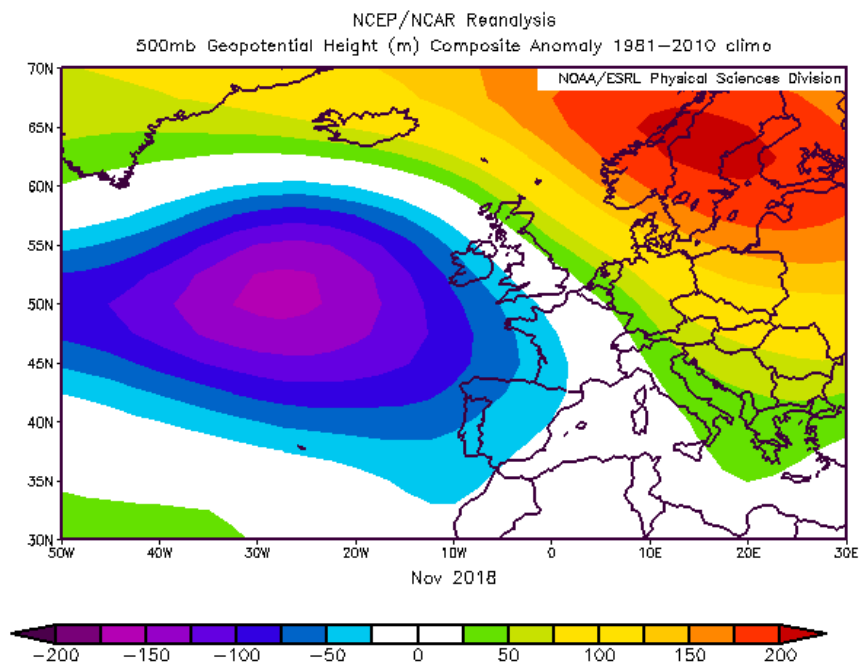 NCEP/NCAR Reanalysis
500mb Geopotential Height (m) Composite Anomaly 1981-2010 climo
NOAA/ESRL Physical Sciences Division
70N
65N
60N
55N
50N
45N
40N
35N
30N
50W 40W 30W 20W 10W 0 10E 20E 30E
Nov 2018
-200 -150 -100 -50 0 50 100 150 200